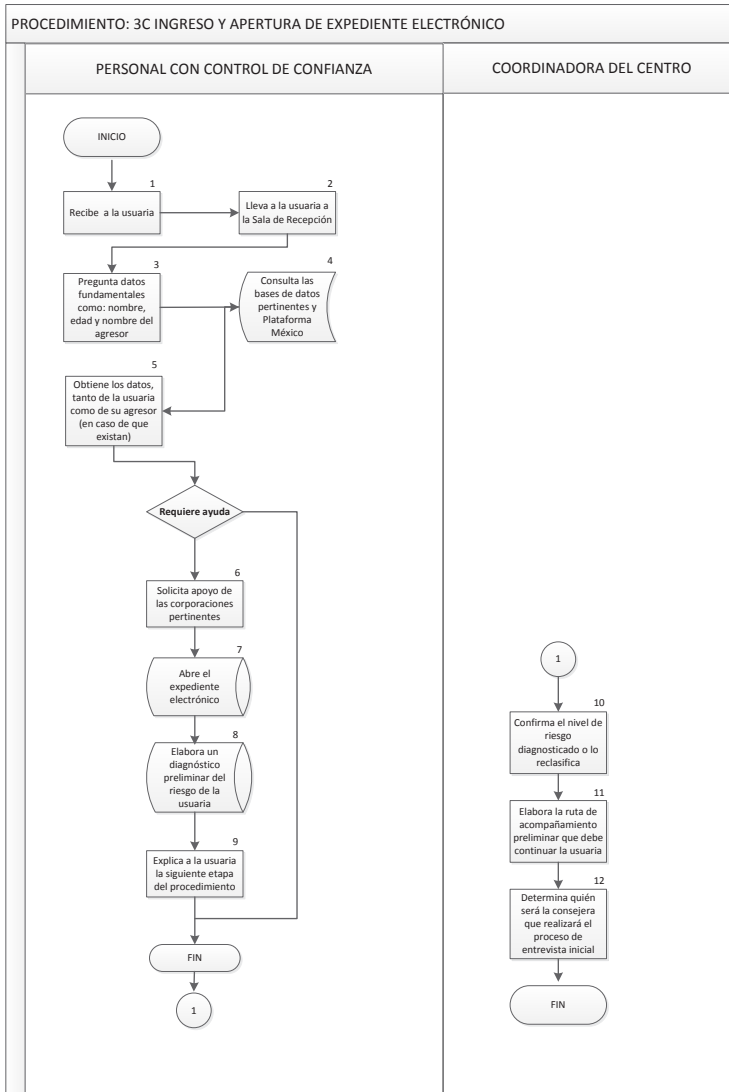 PROCEDIMIENTO: 3C INGRESO Y APERTURA DE EXPEDIENTE ELECTRÓNICO
PERSONAL CON CONTROL DE CONFIANZA
COORDINADORA DEL CENTRO
INICIO
1
Recibe a la usuaria
2
Lleva a la usuaria a
la Sala de Recepción
3
Pregunta datos
fundamentales
como: nombre,
edad y nombre del
agresor
4
Consulta las
bases de datos
pertinentes y
Plataforma
México
5
Obtiene los datos,
tanto de la usuaria
como de su agresor
(en caso de que
existan)
Requiere ayuda
6
Solicita apoyo de
las corporaciones
pertinentes
7
Abre el
expediente
electrónico
8
Elabora un
diagnóstico
preliminar del
riesgo de la
usuaria
9
Explica a la usuaria
la siguiente etapa
del procedimiento
FIN
1
1
10
Confirma el nivel de
riesgo
diagnosticado o lo
reclasifica
11
Elabora la ruta de
acompañamiento
preliminar que debe
continuar la usuaria
12
Determina quién
será la consejera
que realizará el
proceso de
entrevista inicial
FIN